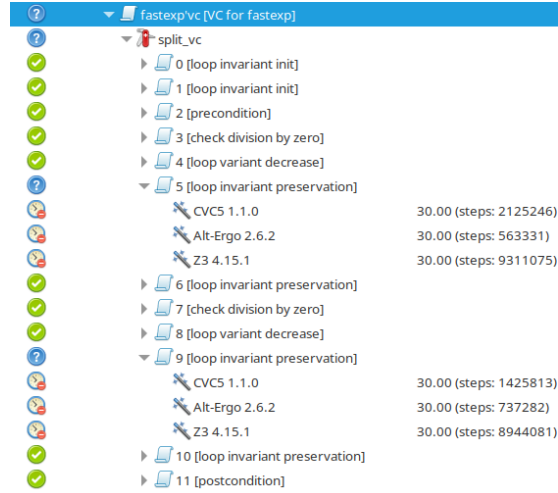 fastexp'vc [VC for fastexp]
split_vc
0 [loop invariant init]
1 [loop invariant init]
2 [precondition]
3 [check division by zero]
4 [loop variant decrease]
5 [loop invariant preservation]
CVC5 1.1.0 30.00 (steps: 2125246)
Alt-Ergo 2.6.2 30.00 (steps: 563331)
Z3 4.15.1 30.00 (steps: 9311075)
6 [loop invariant preservation]
7 [check division by zero]
8 [loop variant decrease]
9 [loop invariant preservation]
CVC5 1.1.0 30.00 (steps: 1425813)
Alt-Ergo 2.6.2 30.00 (steps: 737282)
Z3 4.15.1 30.00 (steps: 8944081)
10 [loop invariant preservation]
11 [postcondition]